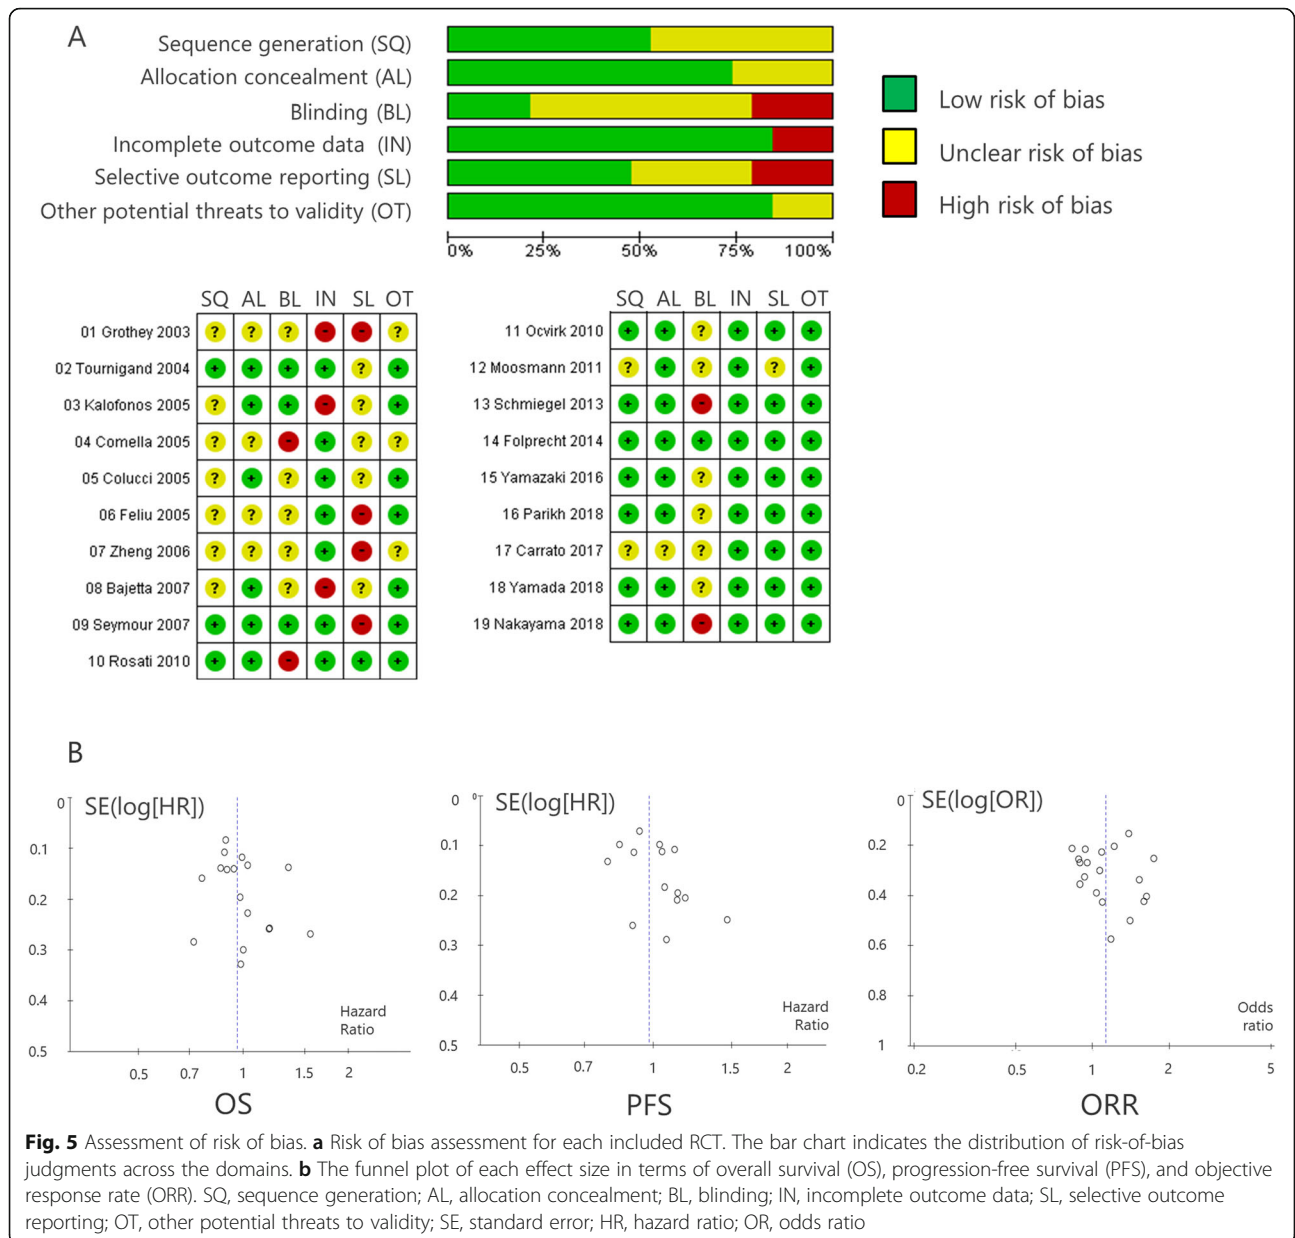 A
Sequence generation (SQ)
Allocation concealment (AL)
Blinding (BL)
Incomplete outcome data (IN)
Selective outcome reporting (SL)
Other potential threats to validity (OT)
0% 25% 50% 75% 100%
Low risk of bias
Unclear risk of bias
High risk of bias
SQ AL BL IN SL OT
01 Grothey 2003 ? ? ? - - ?
02 Tournigand 2004 + + + + ? +
03 Kalofonos 2005 ? + + - ? +
04 Comella 2005 ? ? - + ? ?
05 Colucci 2005 ? + ? + ? +
06 Feliu 2005 ? ? ? + - +
07 Zheng 2006 ? ? ? + - ?
08 Bajetta 2007 ? + ? - ? +
09 Seymour 2007 + + + + - +
10 Rosati 2010 + + - + + +
SQ AL BL IN SL OT
11 Ocvirk 2010 + + ? + + +
12 Moosmann 2011 ? + ? + ? +
13 Schmiegel 2013 + + - + + +
14 Folprecht 2014 + + + + + +
15 Yamazaki 2016 + + ? + + +
16 Parikh 2018 + + ? + + +
17 Carrato 2017 ? ? ? + + +
18 Yamada 2018 + + ? + + +
19 Nakayama 2018 + + - + + +
B
SE(log[HR])
0
0.1
0.2
0.3
0.4
0.5
Hazard
Ratio
0.5 0.7 1 1.5 2
OS
SE(log[HR])
0 0
0.1
0.2
0.3
0.4
0.5
Hazard
Ratio
0.5 0.7 1 1.5 2
PFS
SE(log[OR])
0
0.2
0.4
0.6
0.8
1
Odds
ratio
0.2 0.5 1 2 5
ORR
Fig. 5 Assessment of risk of bias. a Risk of bias assessment for each included RCT. The bar chart indicates the distribution of risk-of-bias
judgments across the domains. b The funnel plot of each effect size in terms of overall survival (OS), progression-free survival (PFS), and objective
response rate (ORR). SQ, sequence generation; AL, allocation concealment; BL, blinding; IN, incomplete outcome data; SL, selective outcome
reporting; OT, other potential threats to validity; SE, standard error; HR, hazard ratio; OR, odds ratio